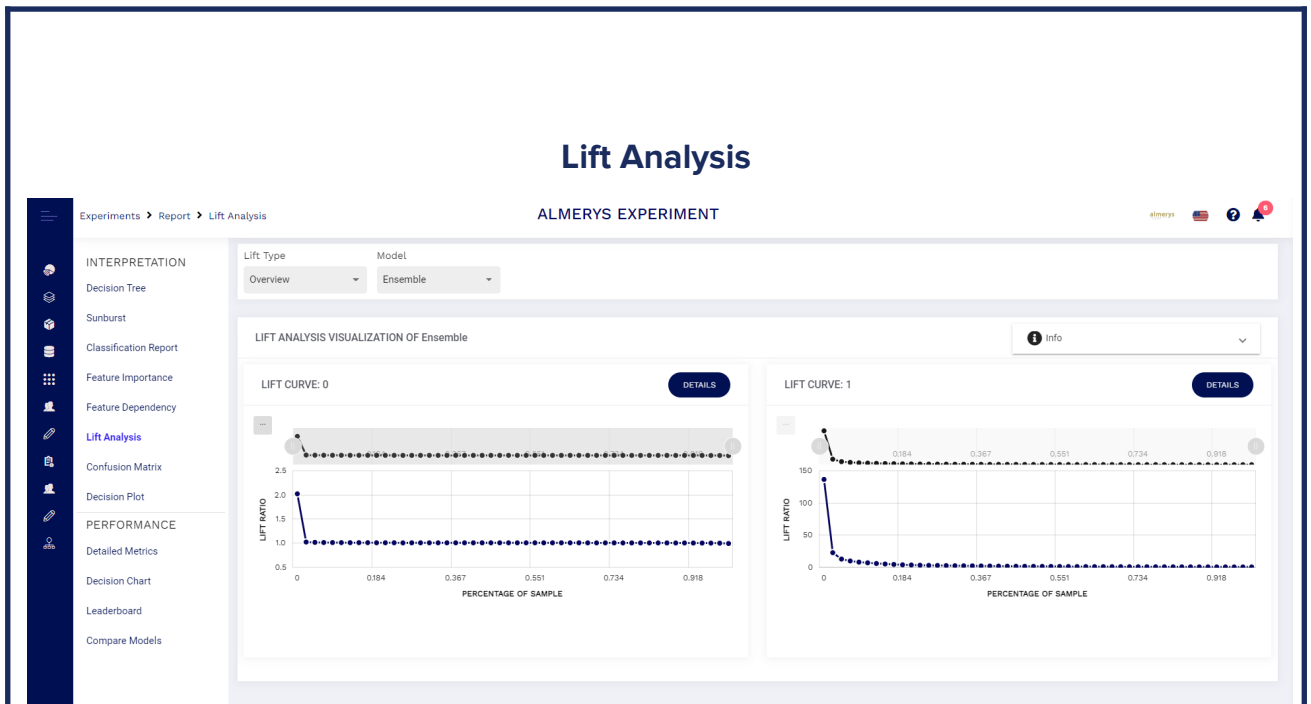 Lift Analysis
Experiments > Report > Lift Analysis
ALMERYS EXPERIMENT
almerys
6
INTERPRETATION
Decision Tree
Sunburst
Classification Report
Feature Importance
Feature Dependency
Lift Analysis
Confusion Matrix
Decision Plot
PERFORMANCE
Detailed Metrics
Decision Chart
Leaderboard
Compare Models
Lift Type
Model
Overview
Ensemble
LIFT ANALYSIS VISUALIZATION OF Ensemble
Info
LIFT CURVE: 0
DETAILS
...
2.5
2.0
1.5
1.0
0.5
LIFT RATIO
0 0.184 0.367 0.551 0.734 0.918
PERCENTAGE OF SAMPLE
LIFT CURVE: 1
DETAILS
...
0.184 0.367 0.551 0.734 0.918
150
100
50
0
LIFT RATIO
0 0.184 0.367 0.551 0.734 0.918
PERCENTAGE OF SAMPLE